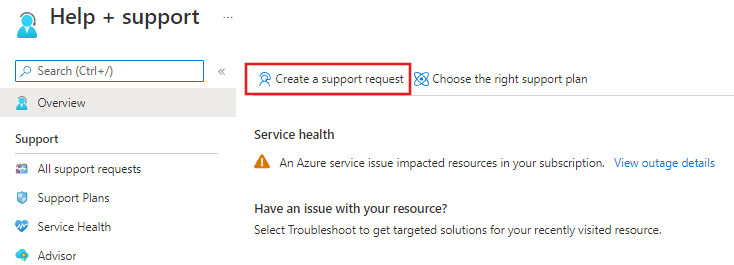 Help + support ...
Search (Ctrl+/) «
Create a support request Choose the right support plan
Overview
Support
All support requests
Support Plans
Service Health
Advisor
Service health
An Azure service issue impacted resources in your subscription. View outage details
Have an issue with your resource?
Select Troubleshoot to get targeted solutions for your recently visited resource.